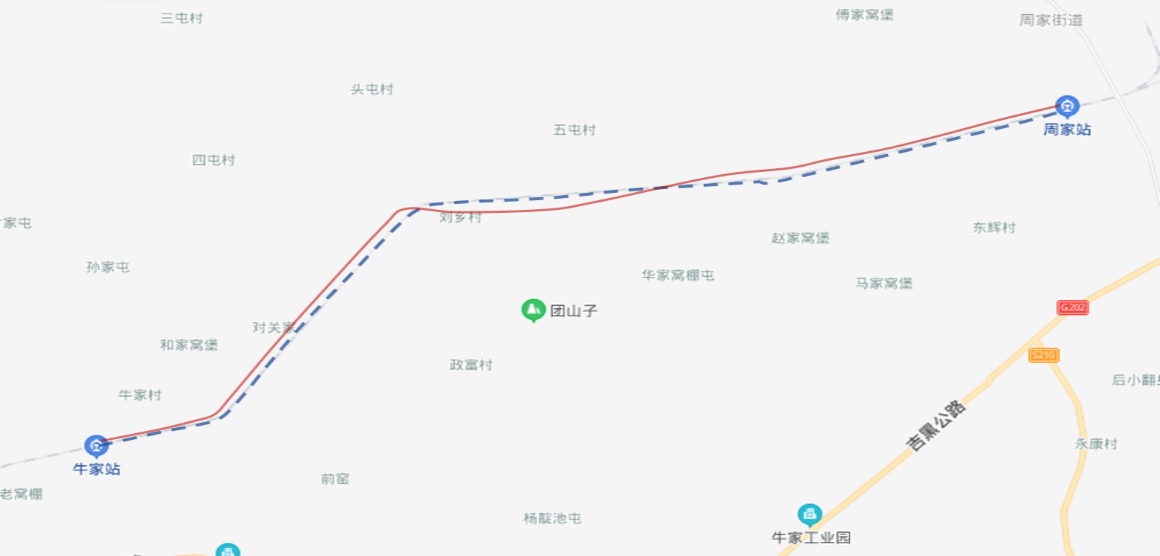 三屯村
傅家窝堡
周家街道
头屯村
五屯村
周家站
四屯村
刘乡村
家屯
东辉村
赵家窝堡
孙家屯
华家窝棚屯
马家窝堡
团山子
G202
对关家
和家窝堡
S210
政富村
后小翻身
牛家村
吉黑公路
永康村
牛家站
前窑
老窝棚
杨靛池屯
牛家工业园